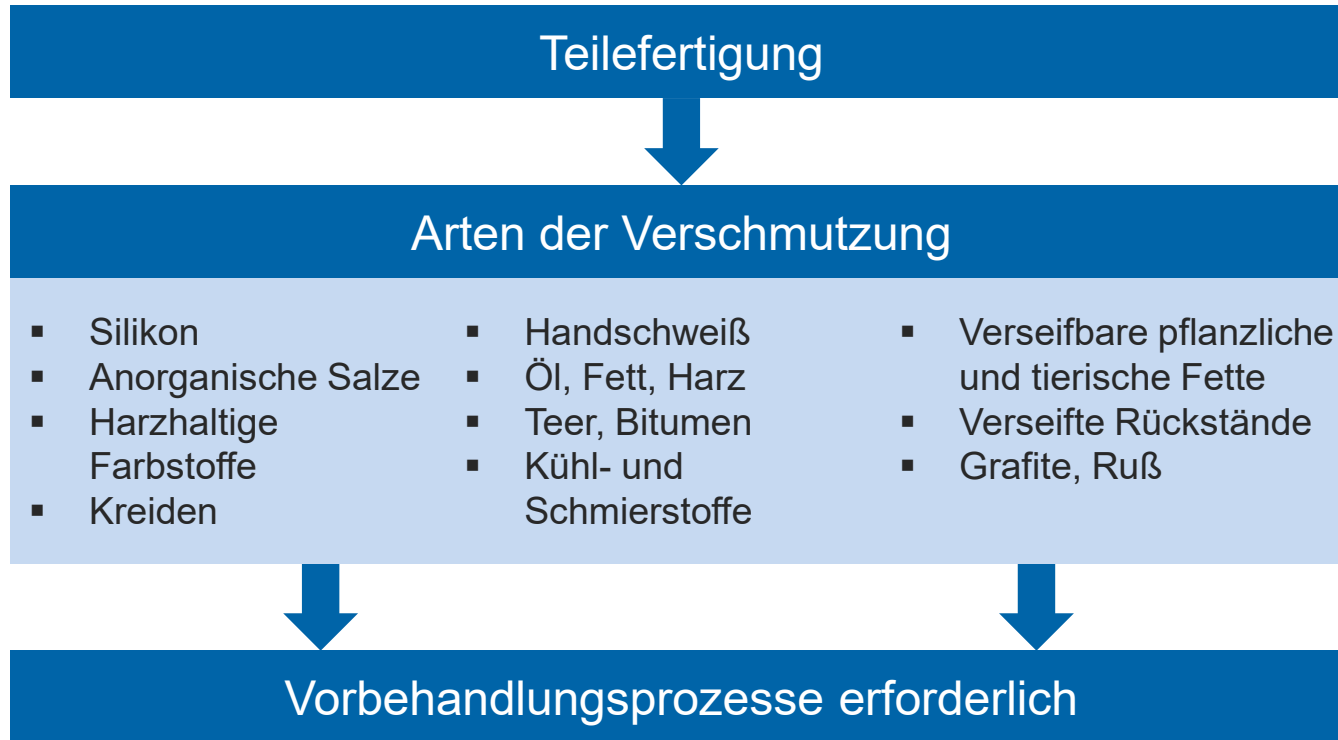 Teilefertigung
Arten der Verschmutzung
▪ Silikon
▪ Anorganische Salze
▪ Harzhaltige
Farbstoffe
▪ Kreiden
▪ Handschweiß
▪ Öl, Fett, Harz
▪ Teer, Bitumen
▪ Kühl- und
Schmierstoffe
▪ Verseifbare pflanzliche
und tierische Fette
▪ Verseifte Rückstände
▪ Grafite, Ruß
Vorbehandlungsprozesse erforderlich